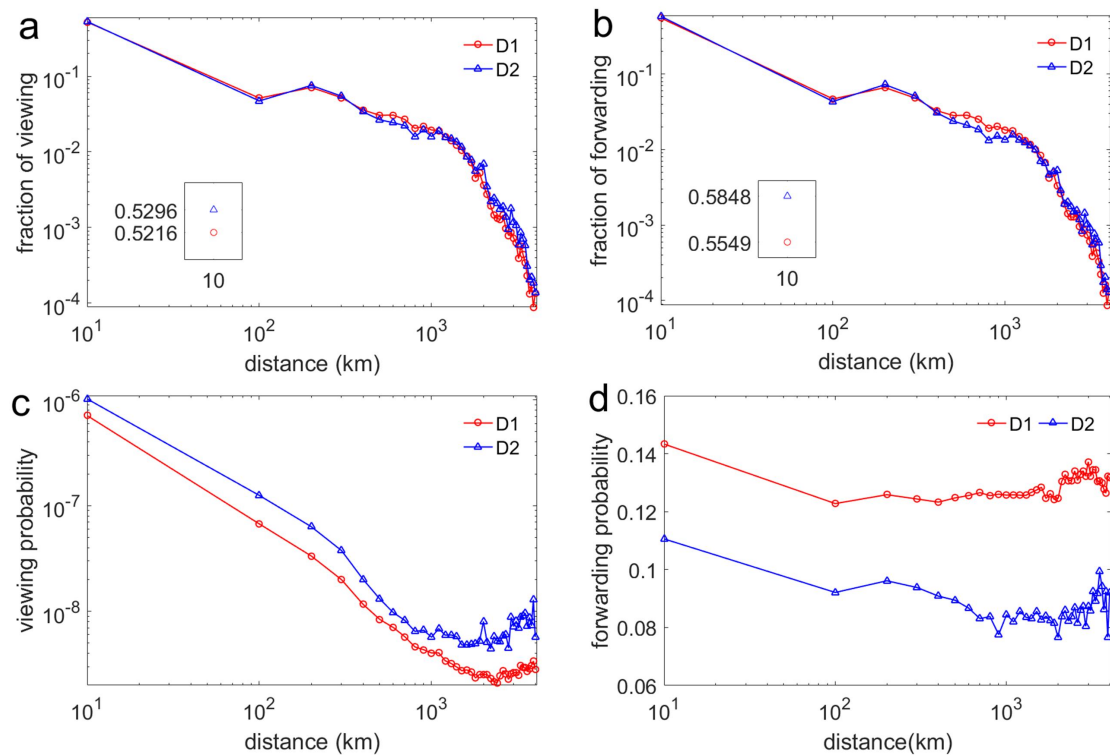 a
fraction of viewing
10^-1
10^-2
10^-3
10^-4
D1
D2
0.5296
0.5216
10
10^1
10^2
10^3
distance (km)
b
fraction of forwarding
10^-1
10^-2
10^-3
10^-4
D1
D2
0.5848
0.5549
10
10^1
10^2
10^3
distance (km)
c
viewing probability
10^-6
10^-7
10^-8
D1
D2
10^1
10^2
10^3
distance (km)
d
forwarding probability
0.16
0.14
0.12
0.1
0.08
0.06
D1 D2
10^1
10^2
10^3
distance(km)